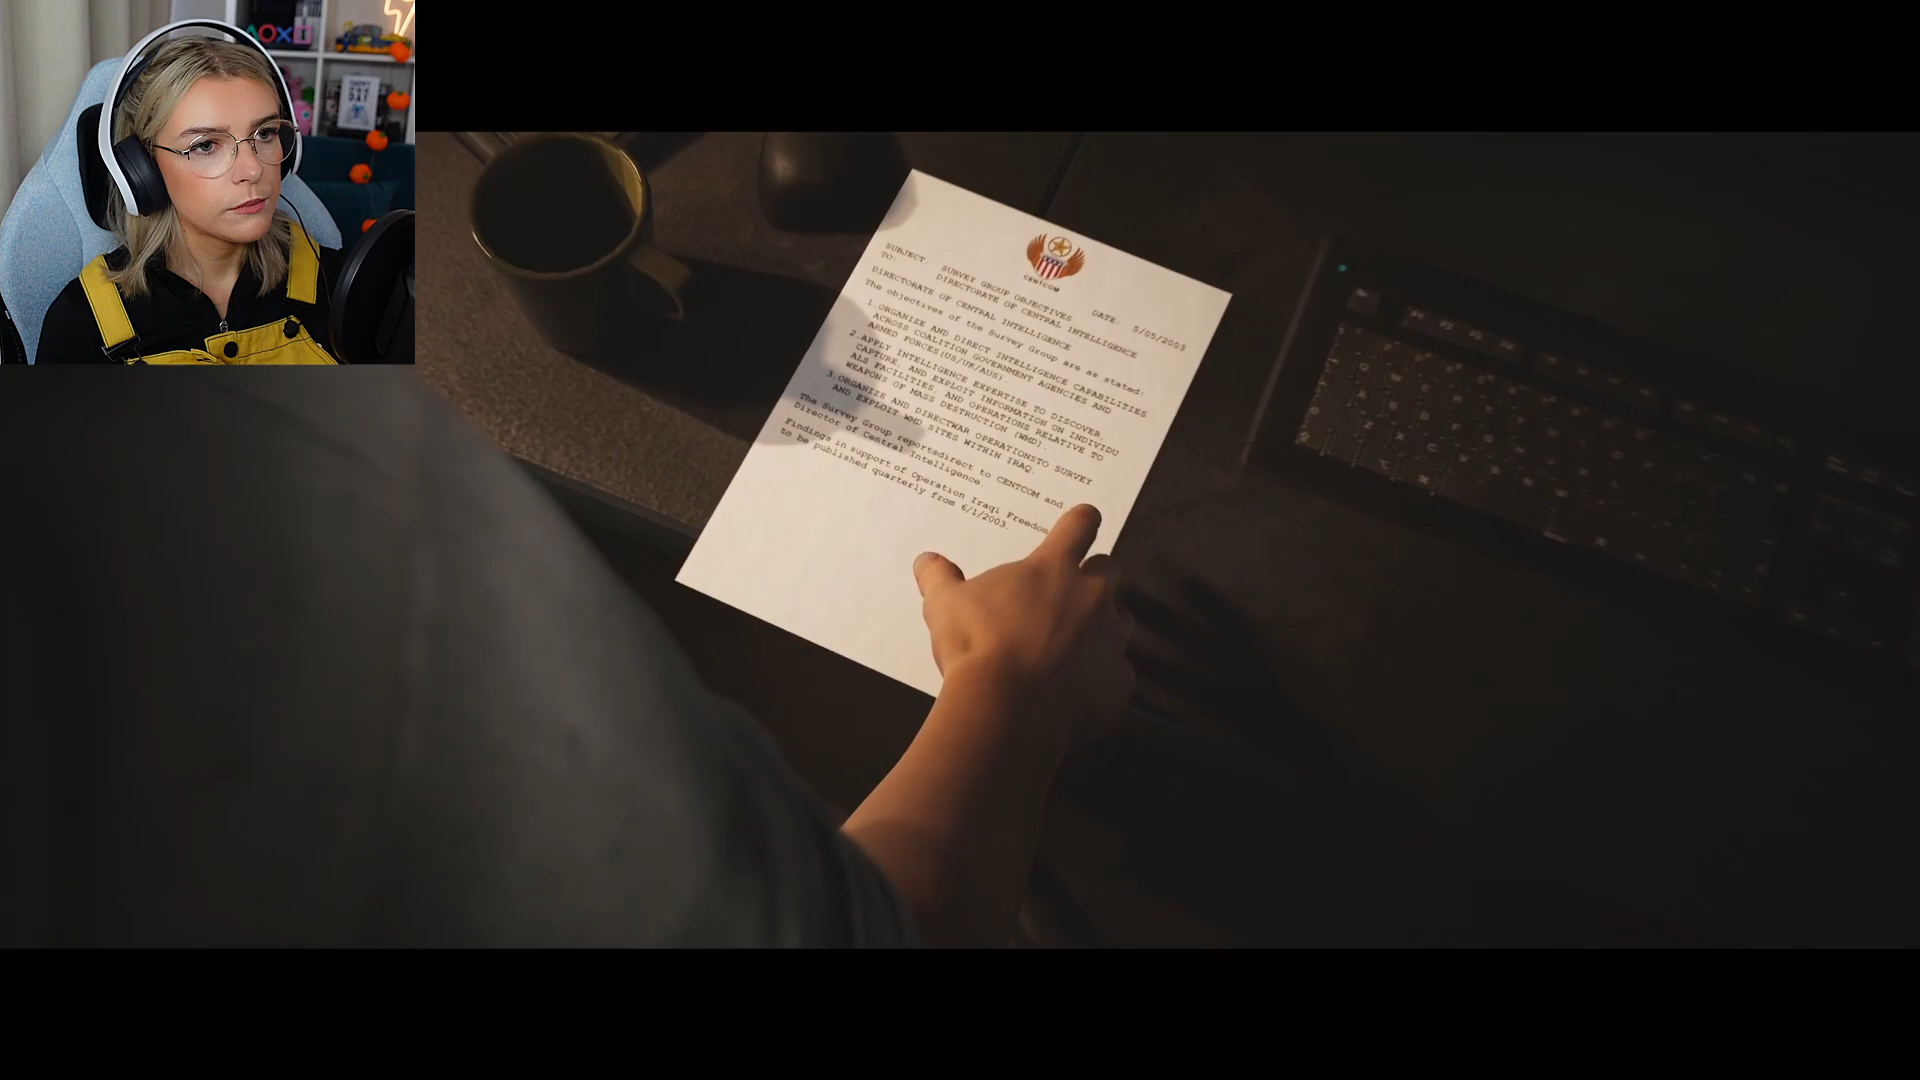 CENTCOM
SUBJECT: SURVEY GROUP OBJECTIVES DATE: 5/05/2003
TO: DIRECTORATE OF CENTRAL INTELLIGENCE
DIRECTORATE OF CENTRAL INTELLIGENCE
The objectives of the Survey Group are as stated:
1.ORGANIZE AND DIRECT INTELLIGENCE CAPABILITIES
ACROSS COALITION GOVERNMENT AGENCIES AND
ARMED FORCES(US/UK/AUS).
2.APPLY INTELLIGENCE EXPERTISE TO DISCOVER,
CAPTURE, AND EXPLOIT INFORMATION ON INDIVIDU
ALS FACILITIES, AND OPERATIONS RELATIVE TO
WEAPONS OF MASS DESTRUCTION (WMD).
3.ORGANIZE AND DIRECTWAR OPERATIONSTO SURVEY
AND EXPLOIT WMD SITES WITHIN IRAQ.
The Survey Group reportsdirect to CENTCOM and
Director of Central Intelligence.
Findings in support of Operation Iraqi Freedom
to be published quarterly from 6/1/2003.